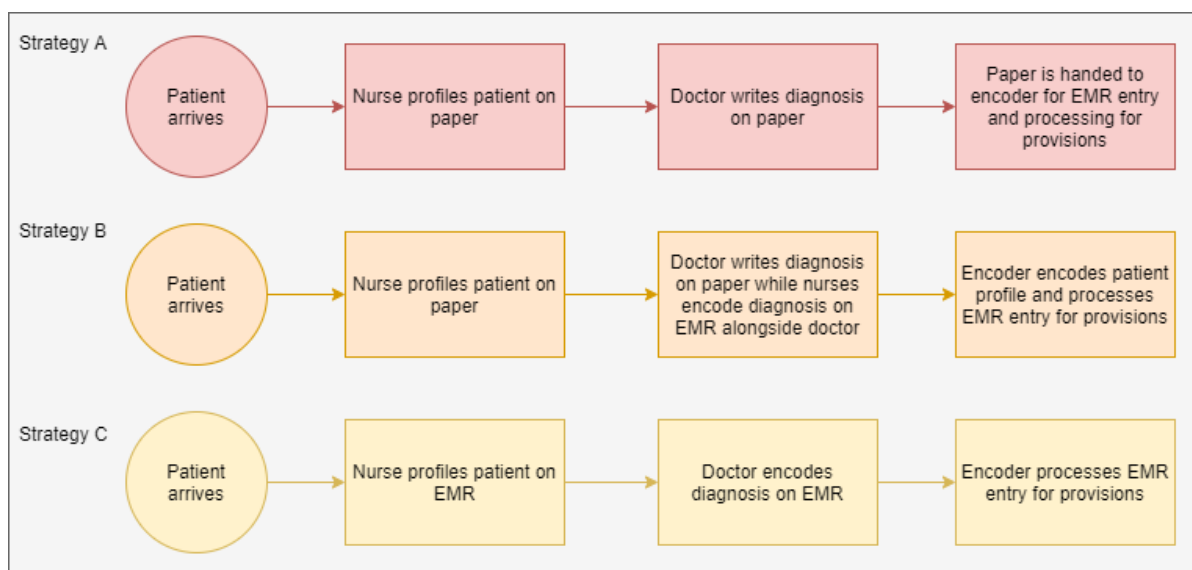 Strategy A
Patient
arrives
Nurse profiles patient on
paper
Doctor writes diagnosis
on paper
Paper is handed to
encoder for EMR entry
and processing for
provisions
Strategy B
Patient
arrives
Nurse profiles patient on
paper
Doctor writes diagnosis
on paper while nurses
encode diagnosis on
EMR alongside doctor
Encoder encodes patient
profile and processes
EMR entry for provisions
Strategy C
Patient
arrives
Nurse profiles patient on
EMR
Doctor encodes
diagnosis on EMR
Encoder processes EMR
entry for provisions